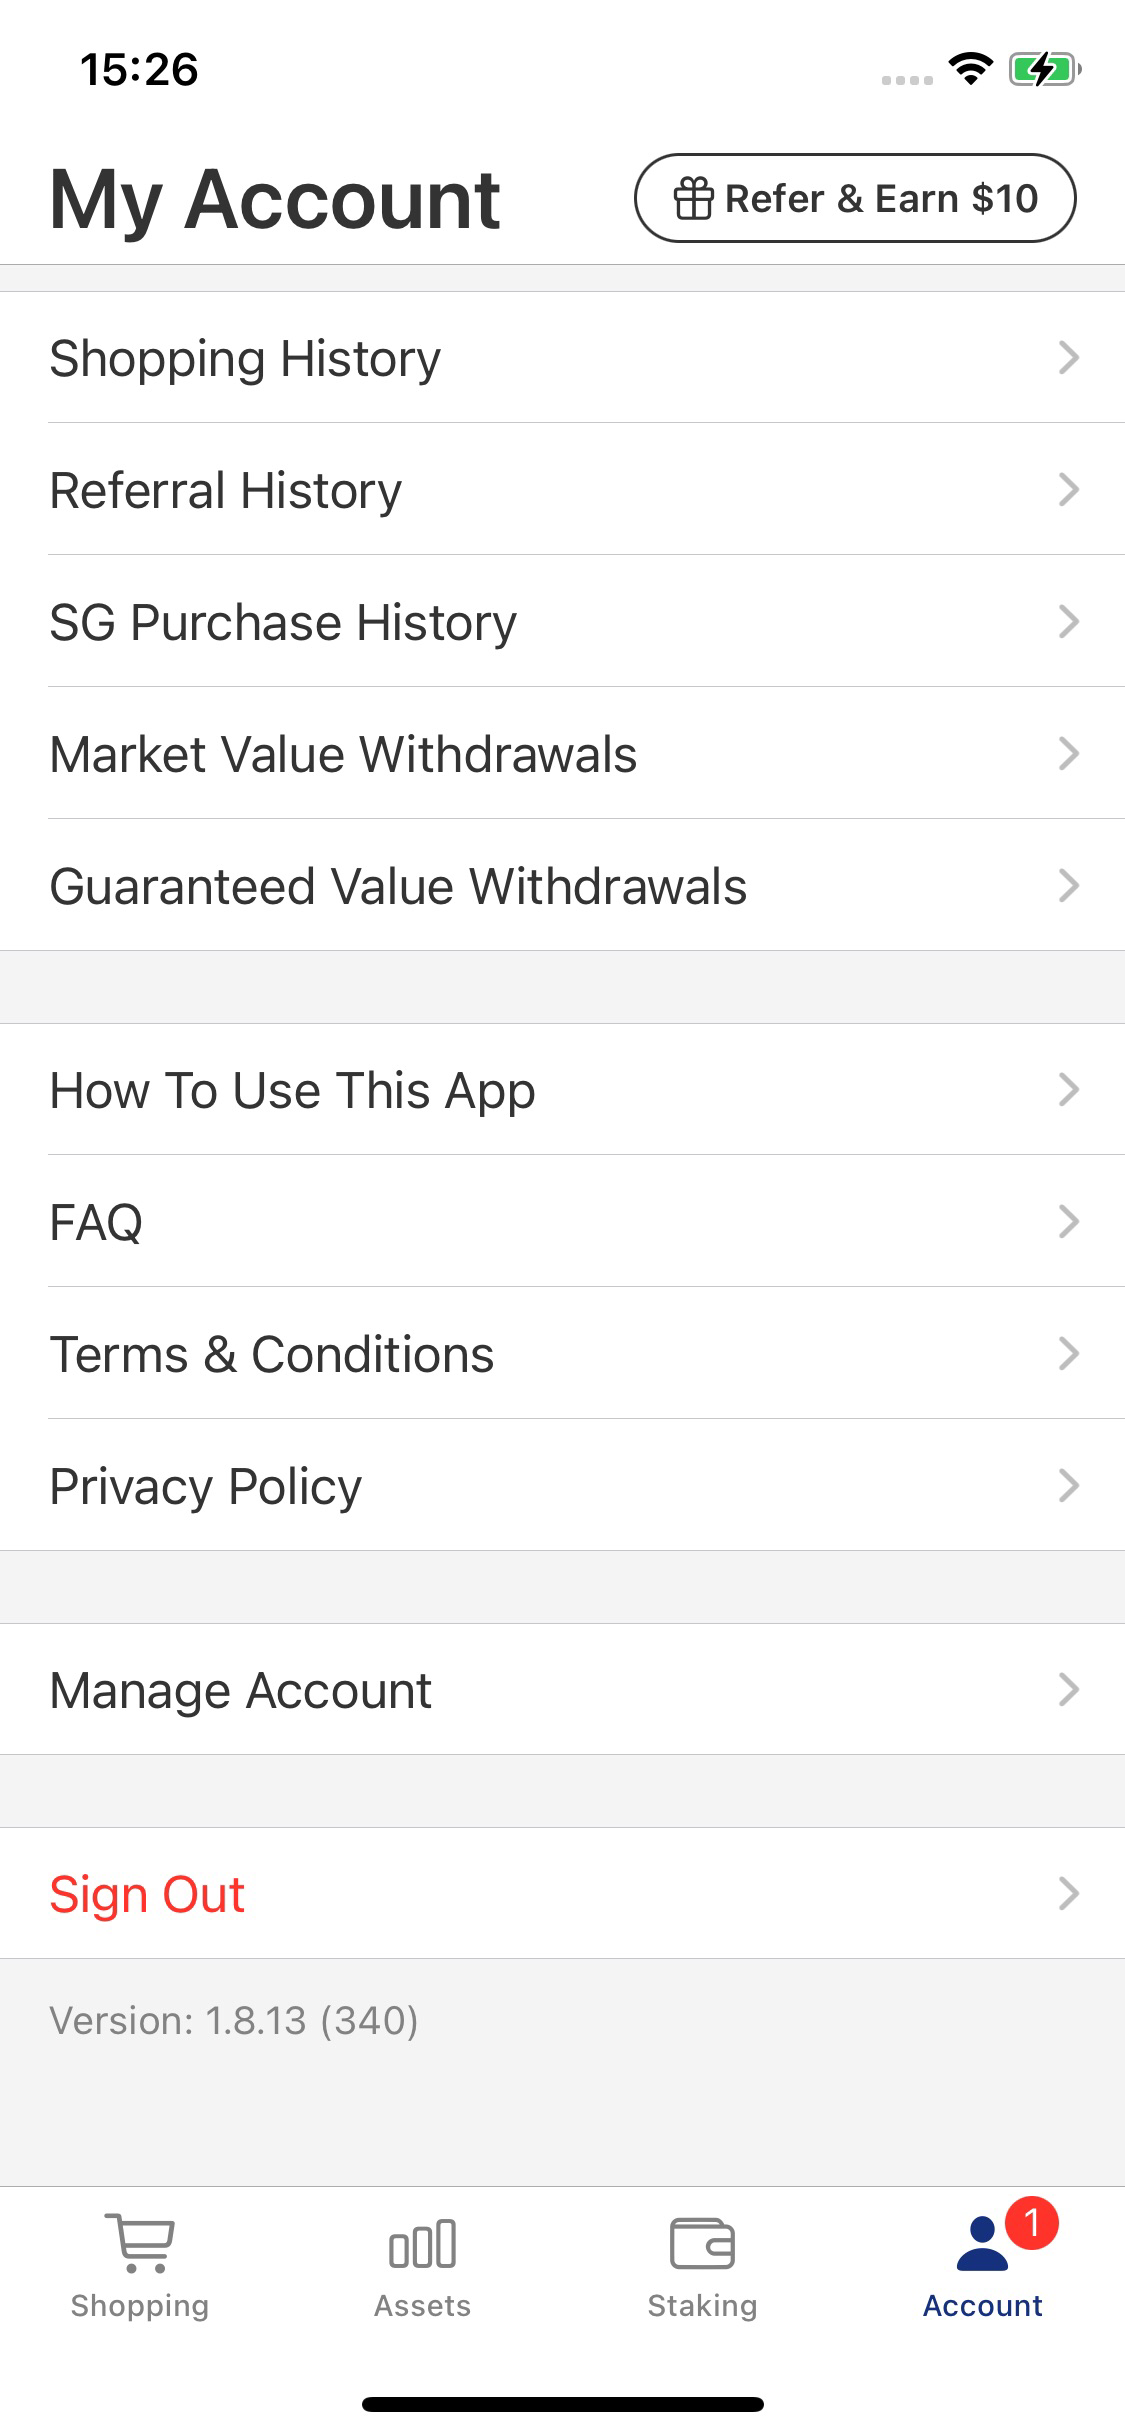 15:26
My Account
Refer & Earn $10
Shopping History
Referral History
SG Purchase History
Market Value Withdrawals
Guaranteed Value Withdrawals
How To Use This App
FAQ
Terms & Conditions
Privacy Policy
Manage Account
Sign Out
Version: 1.8.13 (340)
1
Shopping
Assets
Staking
Account